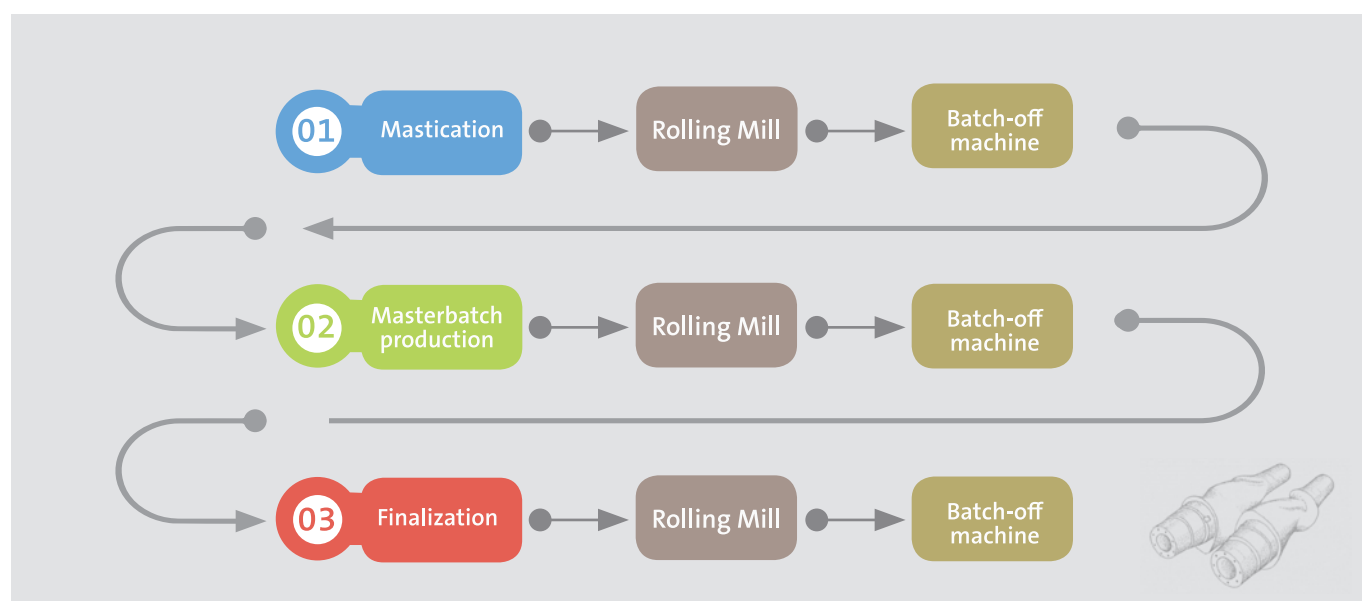 01
Mastication
Rolling Mill
Batch-off
machine
02
Masterbatch
production
Rolling Mill
Batch-off
machine
03
Finalization
Rolling Mill
Batch-off
machine